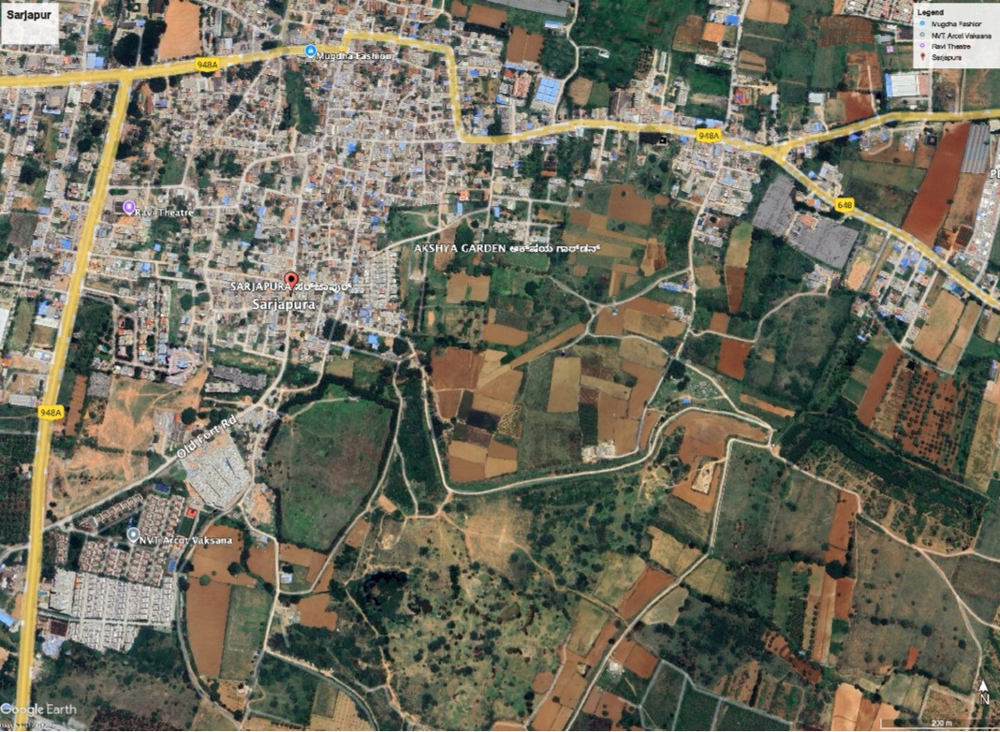 Sarjapur
Legend
Mugdha Fashion
NVT Arcot Vaksana
Ravi Theatre
Sarjapura
948A
Mugdha Fashion
948A
648
Ravi Theatre
AKSHYA GARDEN ಅಕ್ಷಯ ಗಾರ್ಡನ್
SARJAPURA ಸರ್ಜಾಪುರ್
Sarjapura
948A
Old Fort Rd
NVT Arcot Vaksana
N
Google Earth
200 m